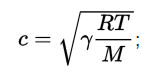 c = √(γ RT/M);